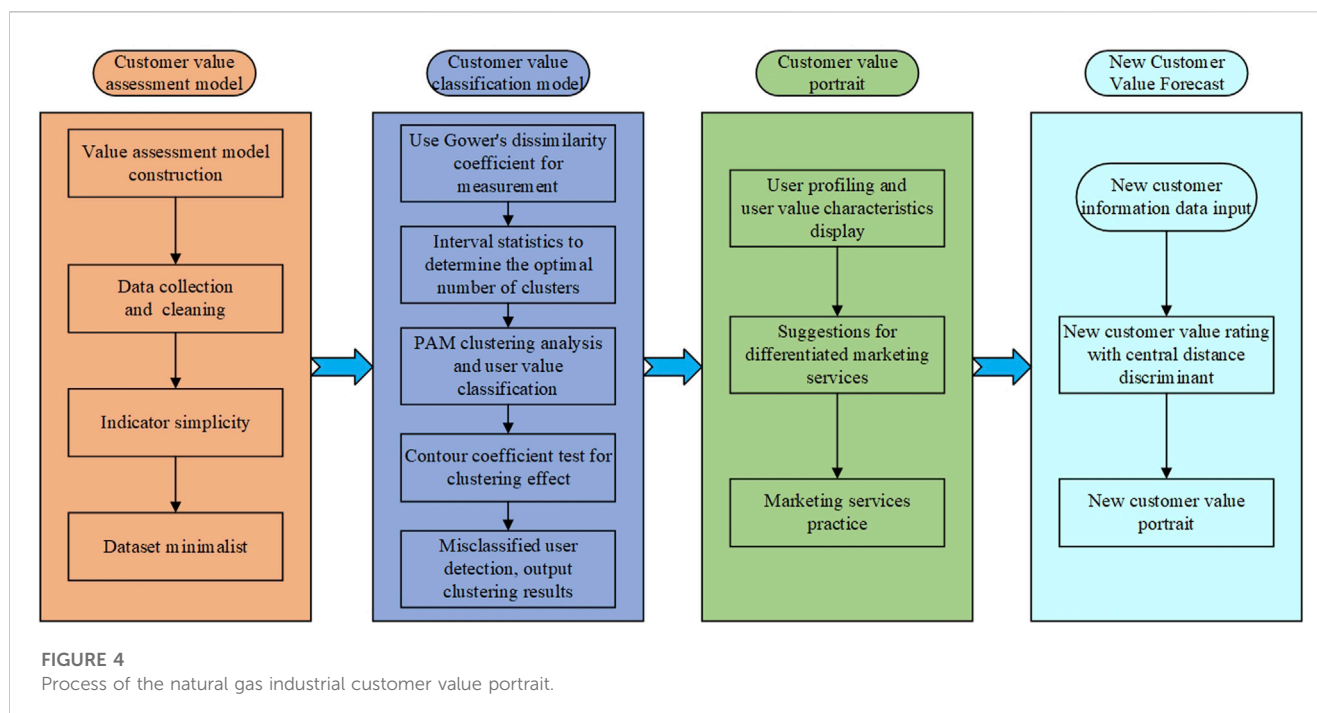 Customer value
assessment model
Value assessment model
construction
Data collection
and cleaning
Indicator simplicity
Dataset minimalist
Customer value
classification model
Use Gower's dissimilarity
coefficient for
measurement
Interval statistics to
determine the optimal
number of clusters
PAM clustering analysis
and user value
classification
Contour coefficient test for
clustering effect
Misclassified user
detection, output
clustering results
Customer value
portrait
User profiling and
user value characteristics
display
Suggestions for
differentiated marketing
services
Marketing services
practice
New Customer
Value Forecast
New customer
information data input
New customer value rating
with central distance
discriminant
New customer value
portrait
FIGURE 4
Process of the natural gas industrial customer value portrait.